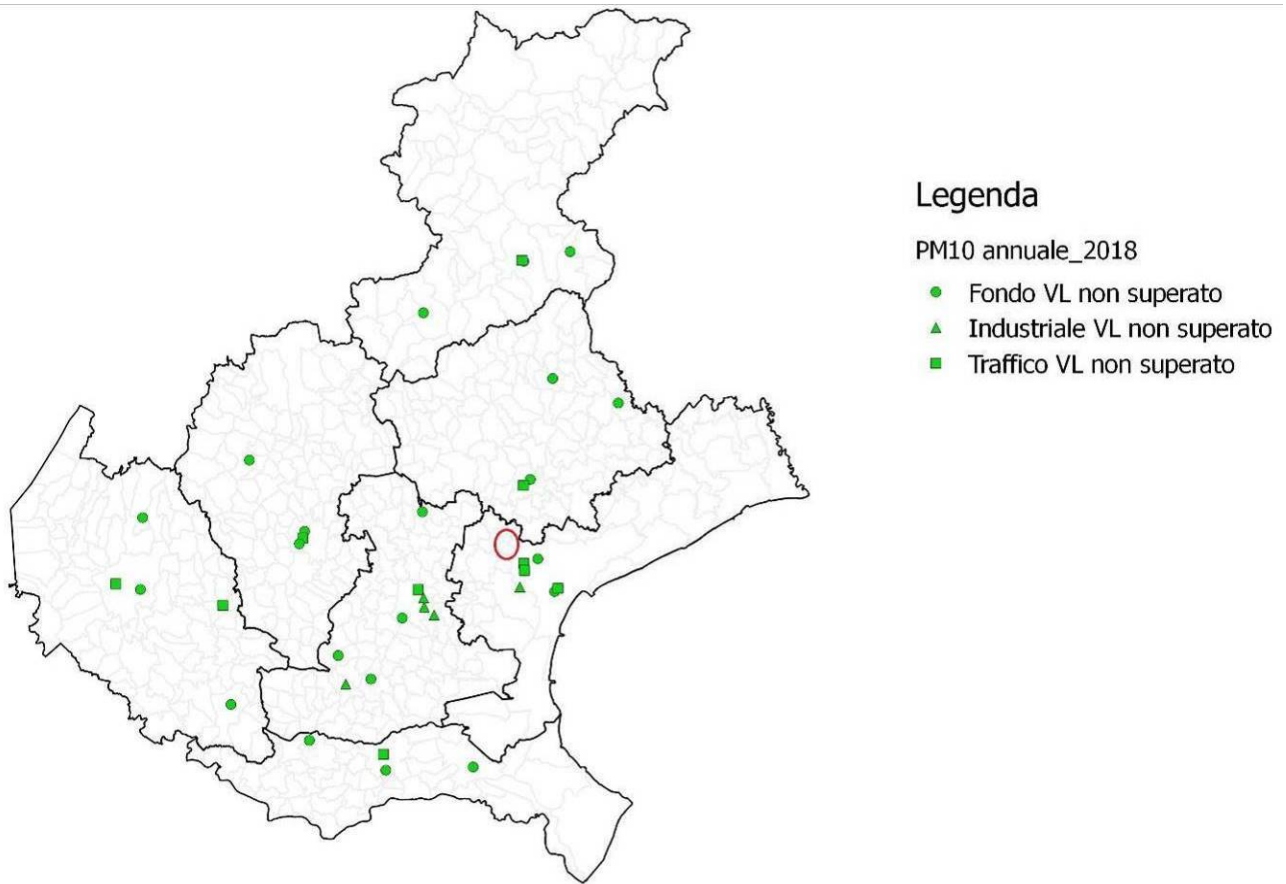 Legenda
PM10 annuale_2018
Fondo VL non superato
Industriale VL non superato
Traffico VL non superato